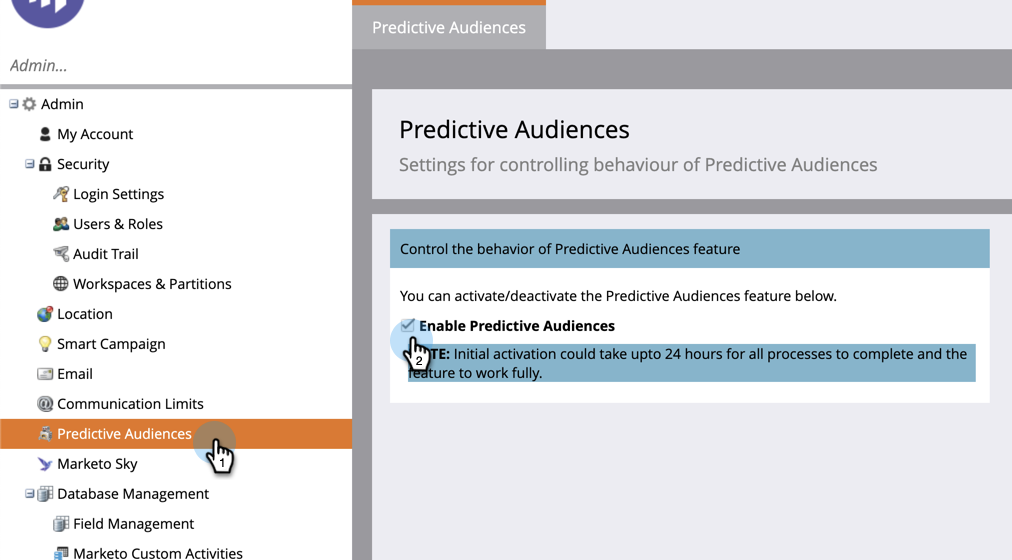 Predictive Audiences
Admin...
Admin
My Account
Security
Login Settings
Users & Roles
Audit Trail
Workspaces & Partitions
Location
Smart Campaign
Email
Communication Limits
Predictive Audiences
1
Marketo Sky
Database Management
Field Management
Marketo Custom Activities
Predictive Audiences
Settings for controlling behaviour of Predictive Audiences
Control the behavior of Predictive Audiences feature
You can activate/deactivate the Predictive Audiences feature below.
Enable Predictive Audiences
2
TE: Initial activation could take upto 24 hours for all processes to complete and the
feature to work fully.